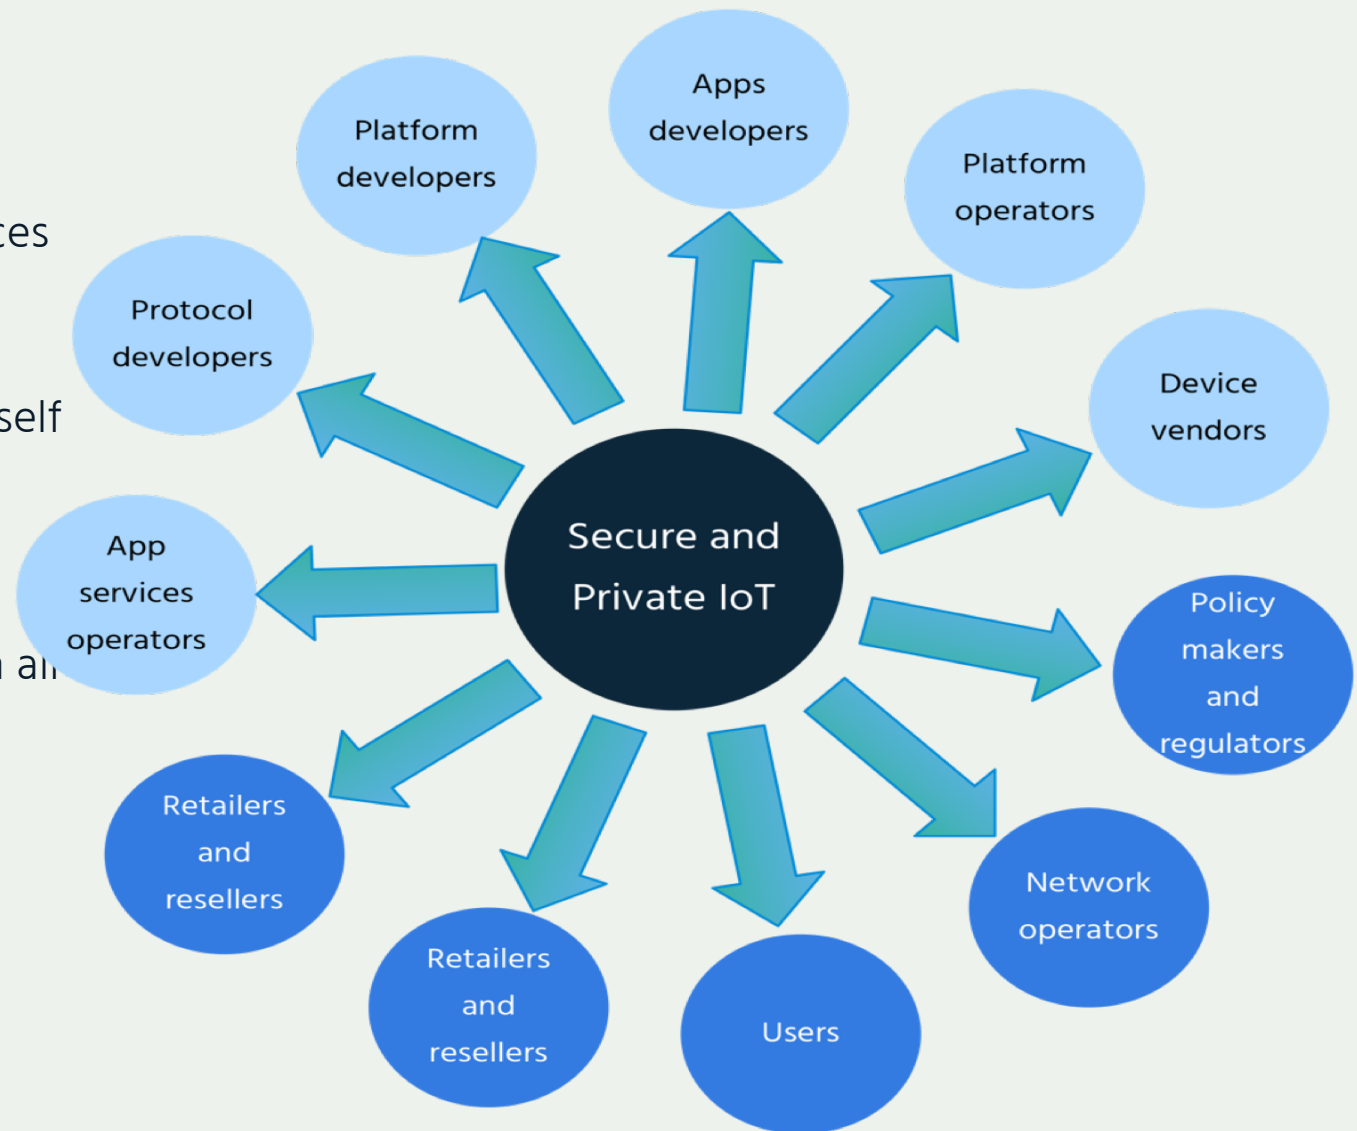 Apps
developers
Platform
developers
Platform
operators
ces
Protocol
developers
Device
vendors
self
Secure and
Private IoT
App
services
operators
Policy
makers
and
regulators
all
Retailers
and
resellers
Network
operators
Retailers
and
resellers
Users